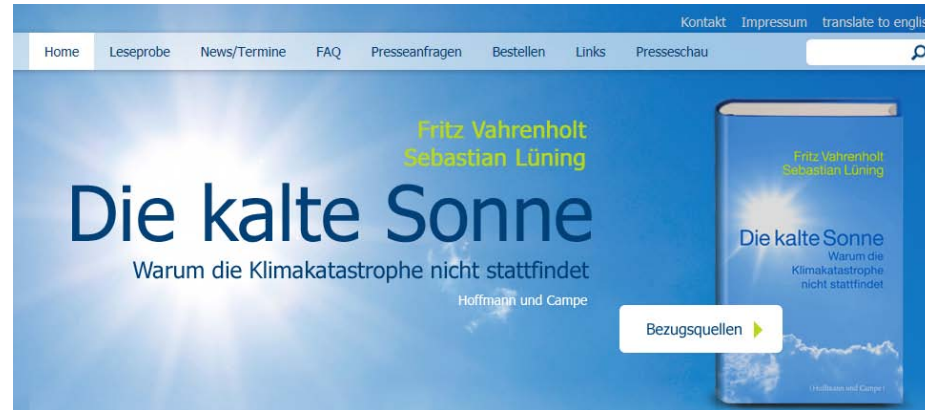 Kontakt Impressum translate to englis
Home Leseprobe News/Termine FAQ Presseanfragen Bestellen Links Presseschau
Fritz Vahrenholt
Sebastian Lüning
Die kalte Sonne
Warum die Klimakatastrophe nicht stattfindet
Hoffmann und Campe
Bezugsquellen
Fritz Vahrenholt
Sebastian Lüning
Die kalte Sonne
Warum die
Klimakatastrophe
nicht stattfindet
| Hoffmann und Campe |